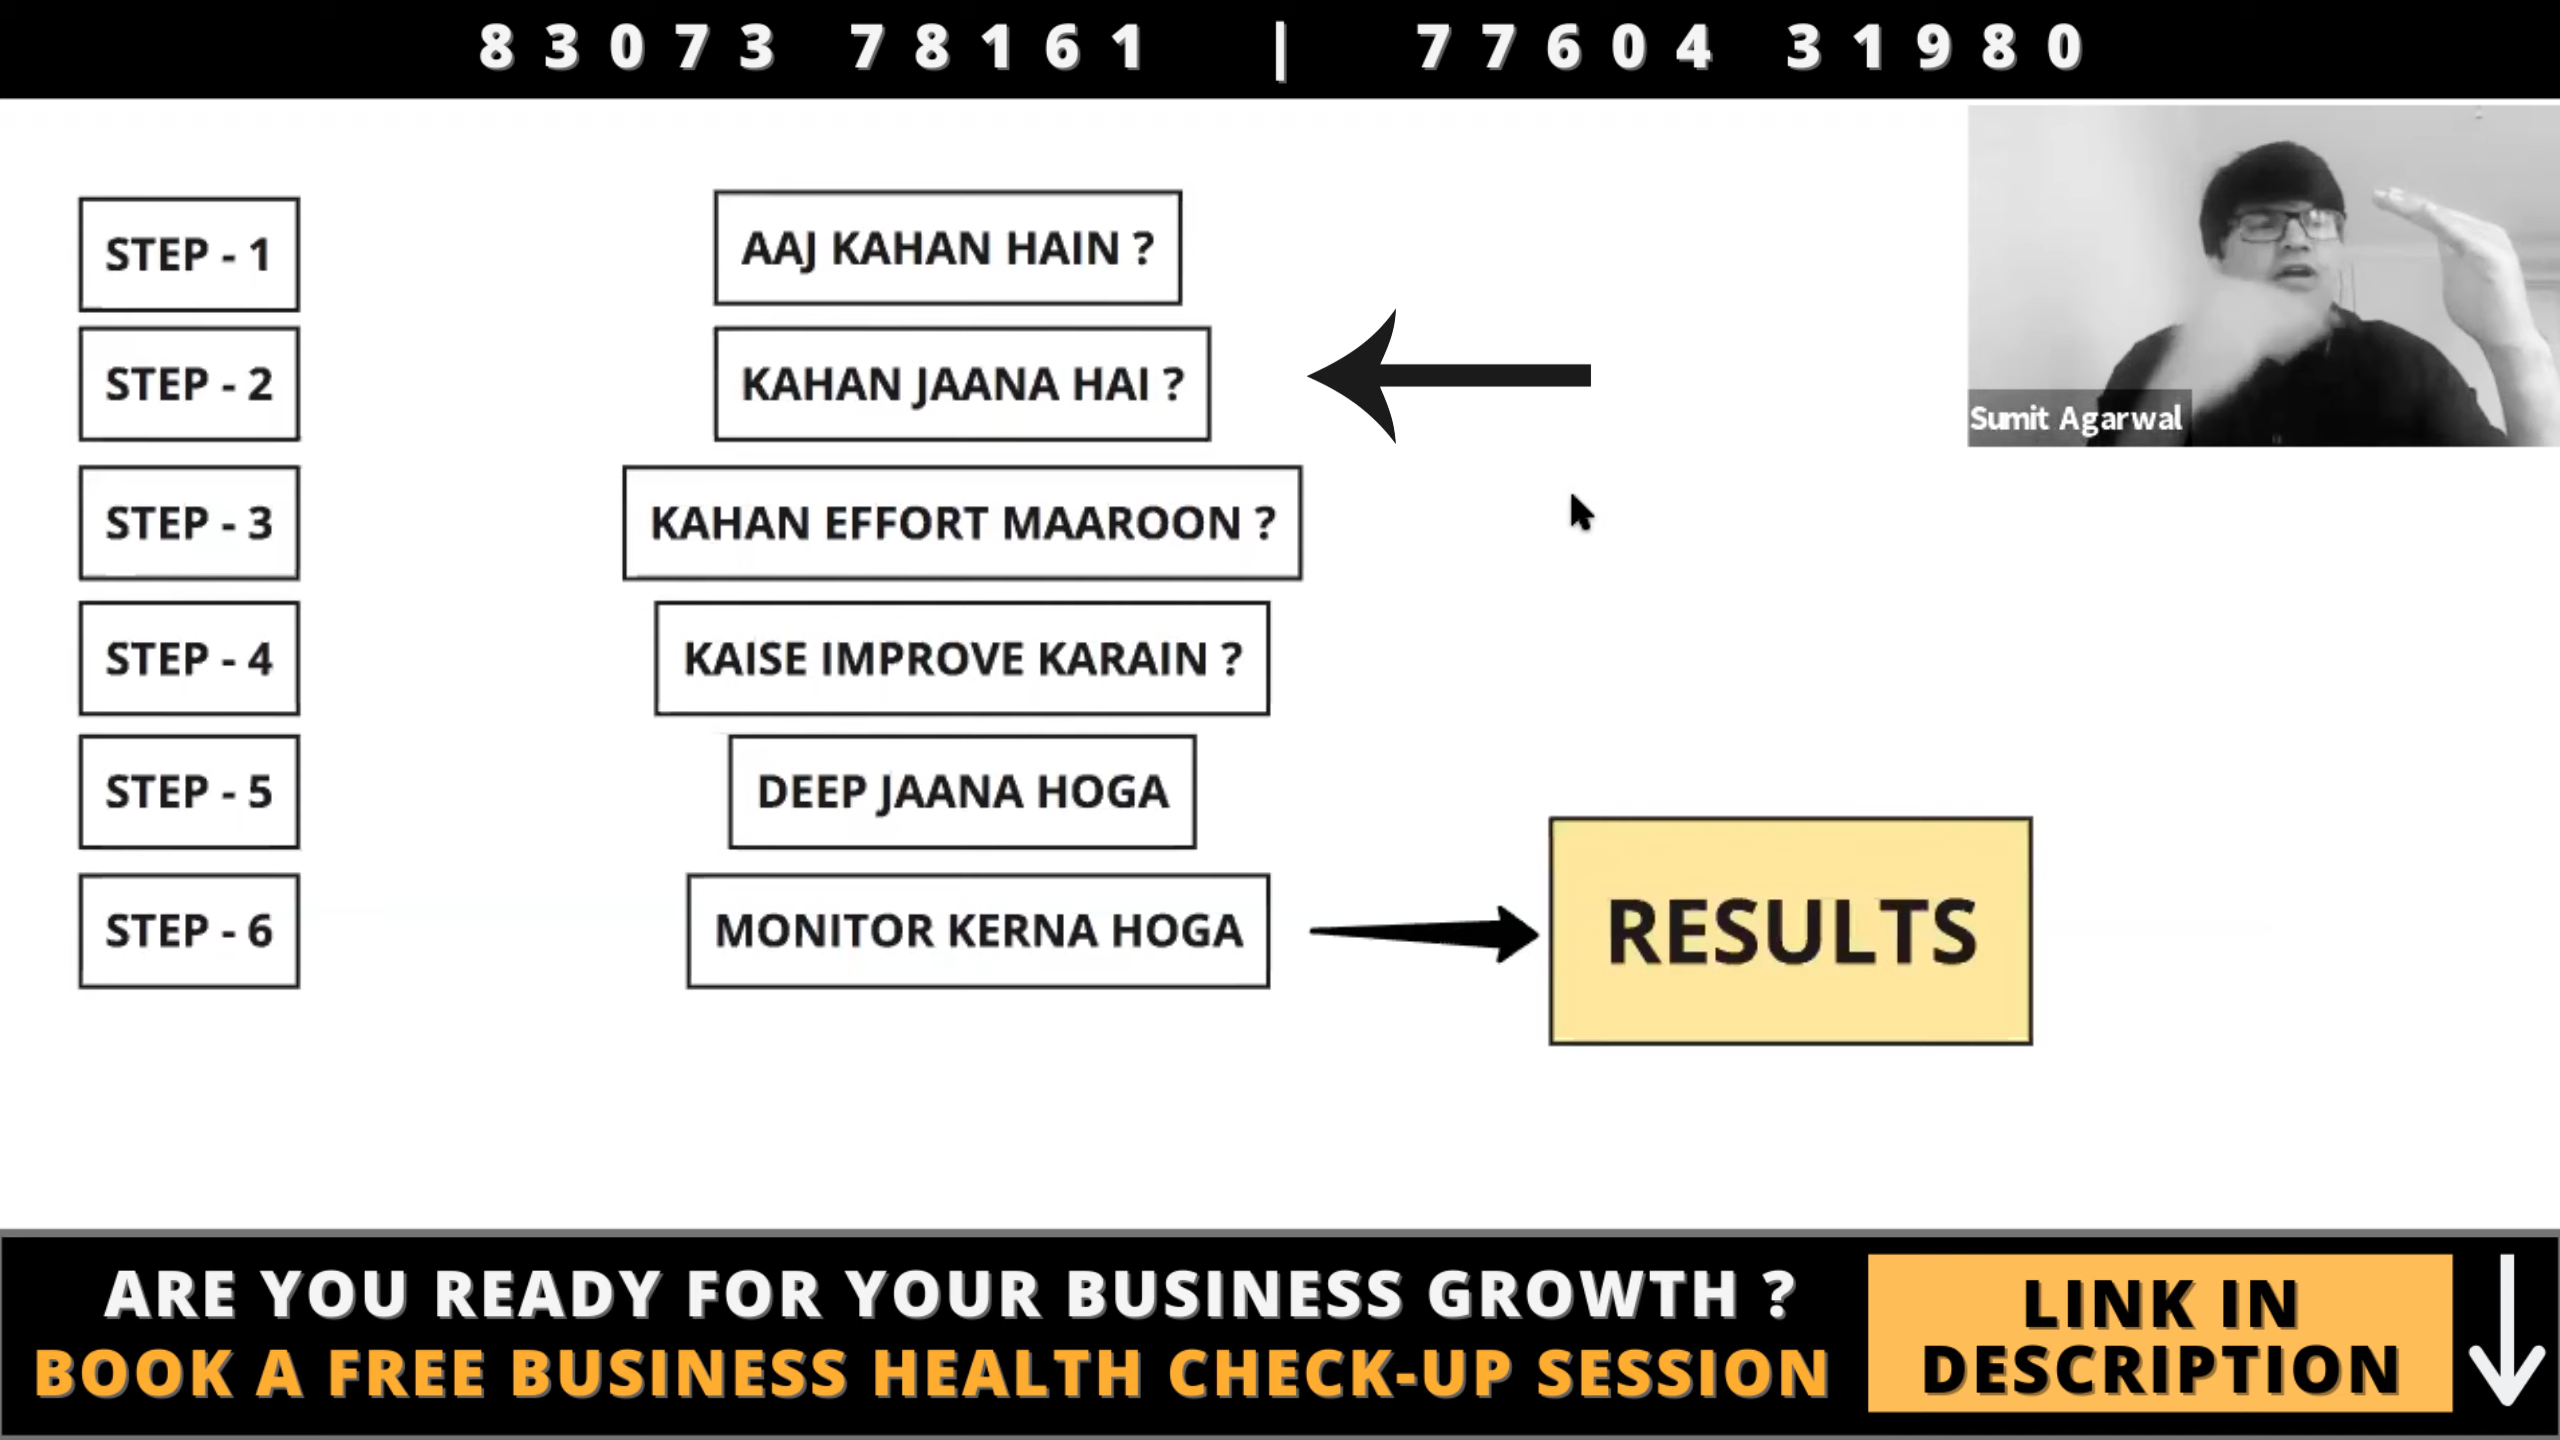 83073 78161 | 77604 31980
STEP - 1
AAJ KAHAN HAIN ?
STEP - 2
KAHAN JAANA HAI ?
Sumit Agarwal
STEP - 3
KAHAN EFFORT MAAROON ?
STEP - 4
KAISE IMPROVE KARAIN ?
STEP - 5
DEEP JAANA HOGA
STEP - 6
MONITOR KERNA HOGA
RESULTS
ARE YOU READY FOR YOUR BUSINESS GROWTH ?
BOOK A FREE BUSINESS HEALTH CHECK-UP SESSION
LINK IN
DESCRIPTION